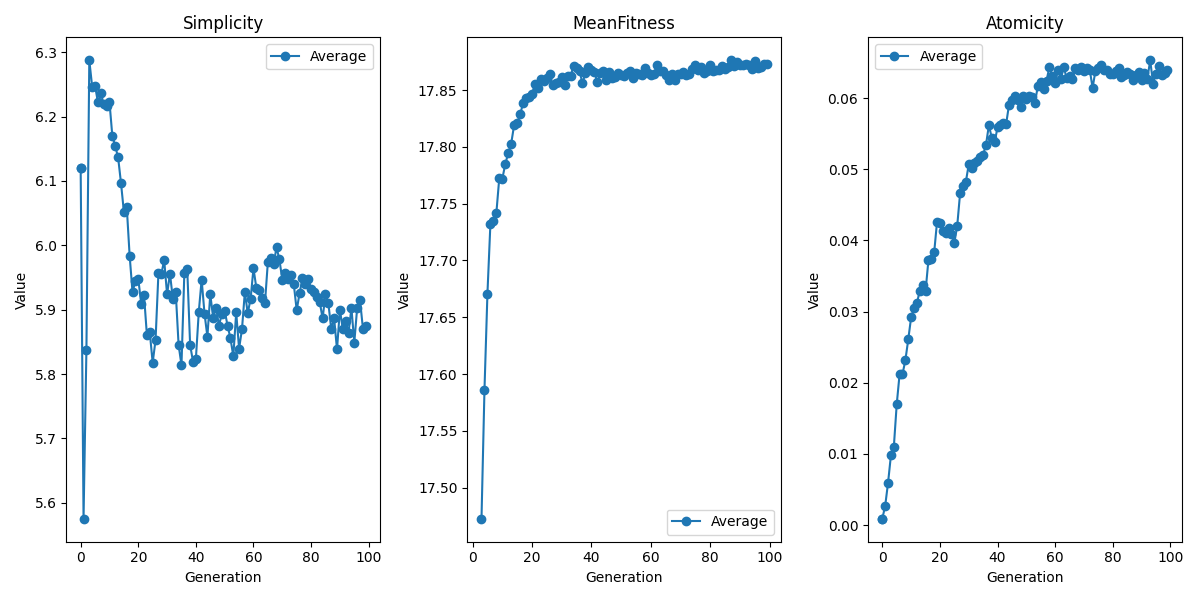 Simplicity
Average
6.3
6.2
6.1
6.0
5.9
5.8
5.7
5.6
Value
0 20 40 60 80 100
Generation
MeanFitness
17.85
17.80
17.75
17.70
17.65
17.60
17.55
17.50
Value
Average
0 20 40 60 80 100
Generation
Atomicity
Average
0.06
0.05
0.04
0.03
0.02
0.01
0.00
Value
0 20 40 60 80 100
Generation